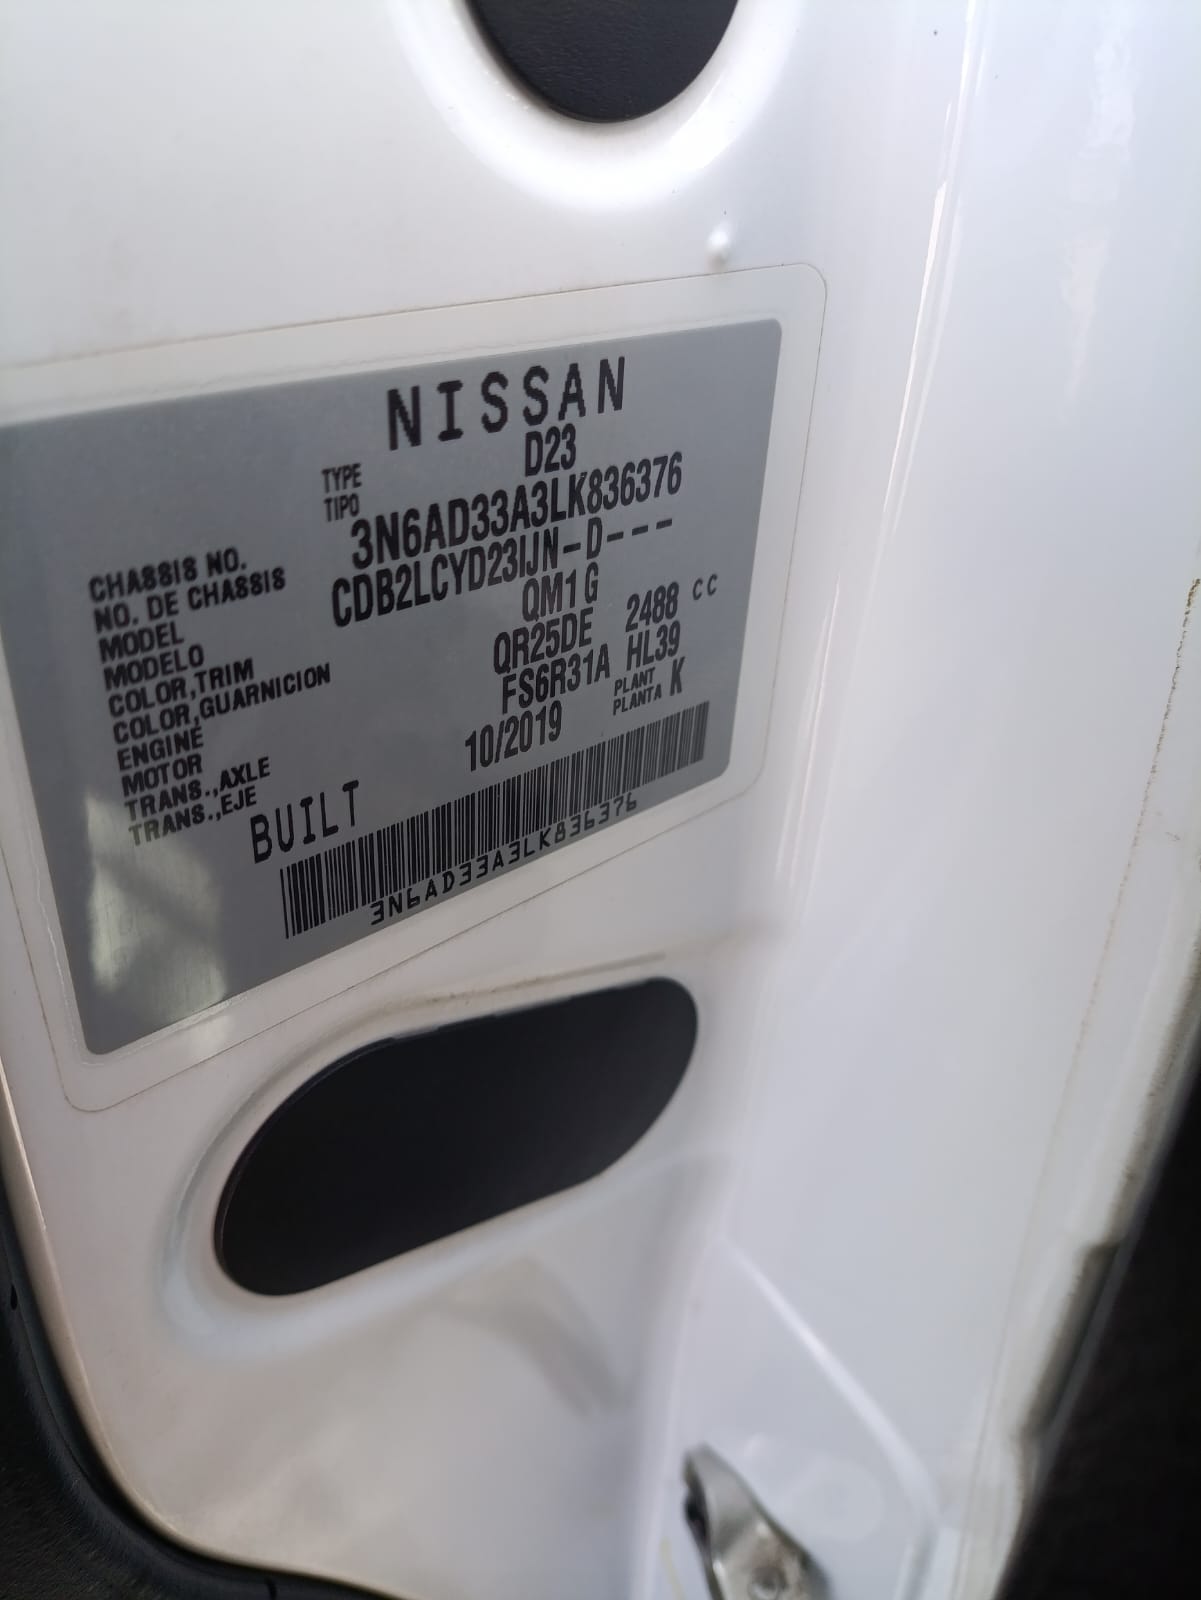 NISSAN
TYPE
TIPO
D23
CHASSIS NO.
NO. DE CHASSIS
3N6AD33A3LK836376
MODEL
MODELO
CDB2LCYD23IJN-D---
COLOR,TRIM
COLOR,GUARNICION
QM1 G
ENGINE
MOTOR
QR25DE 2488 CC
TRANS.,AXLE
TRANS.,EJE
FS6R31A HL39
BUILT 10/2019
PLANT
PLANTA
K
3N6AD33A3LK836376